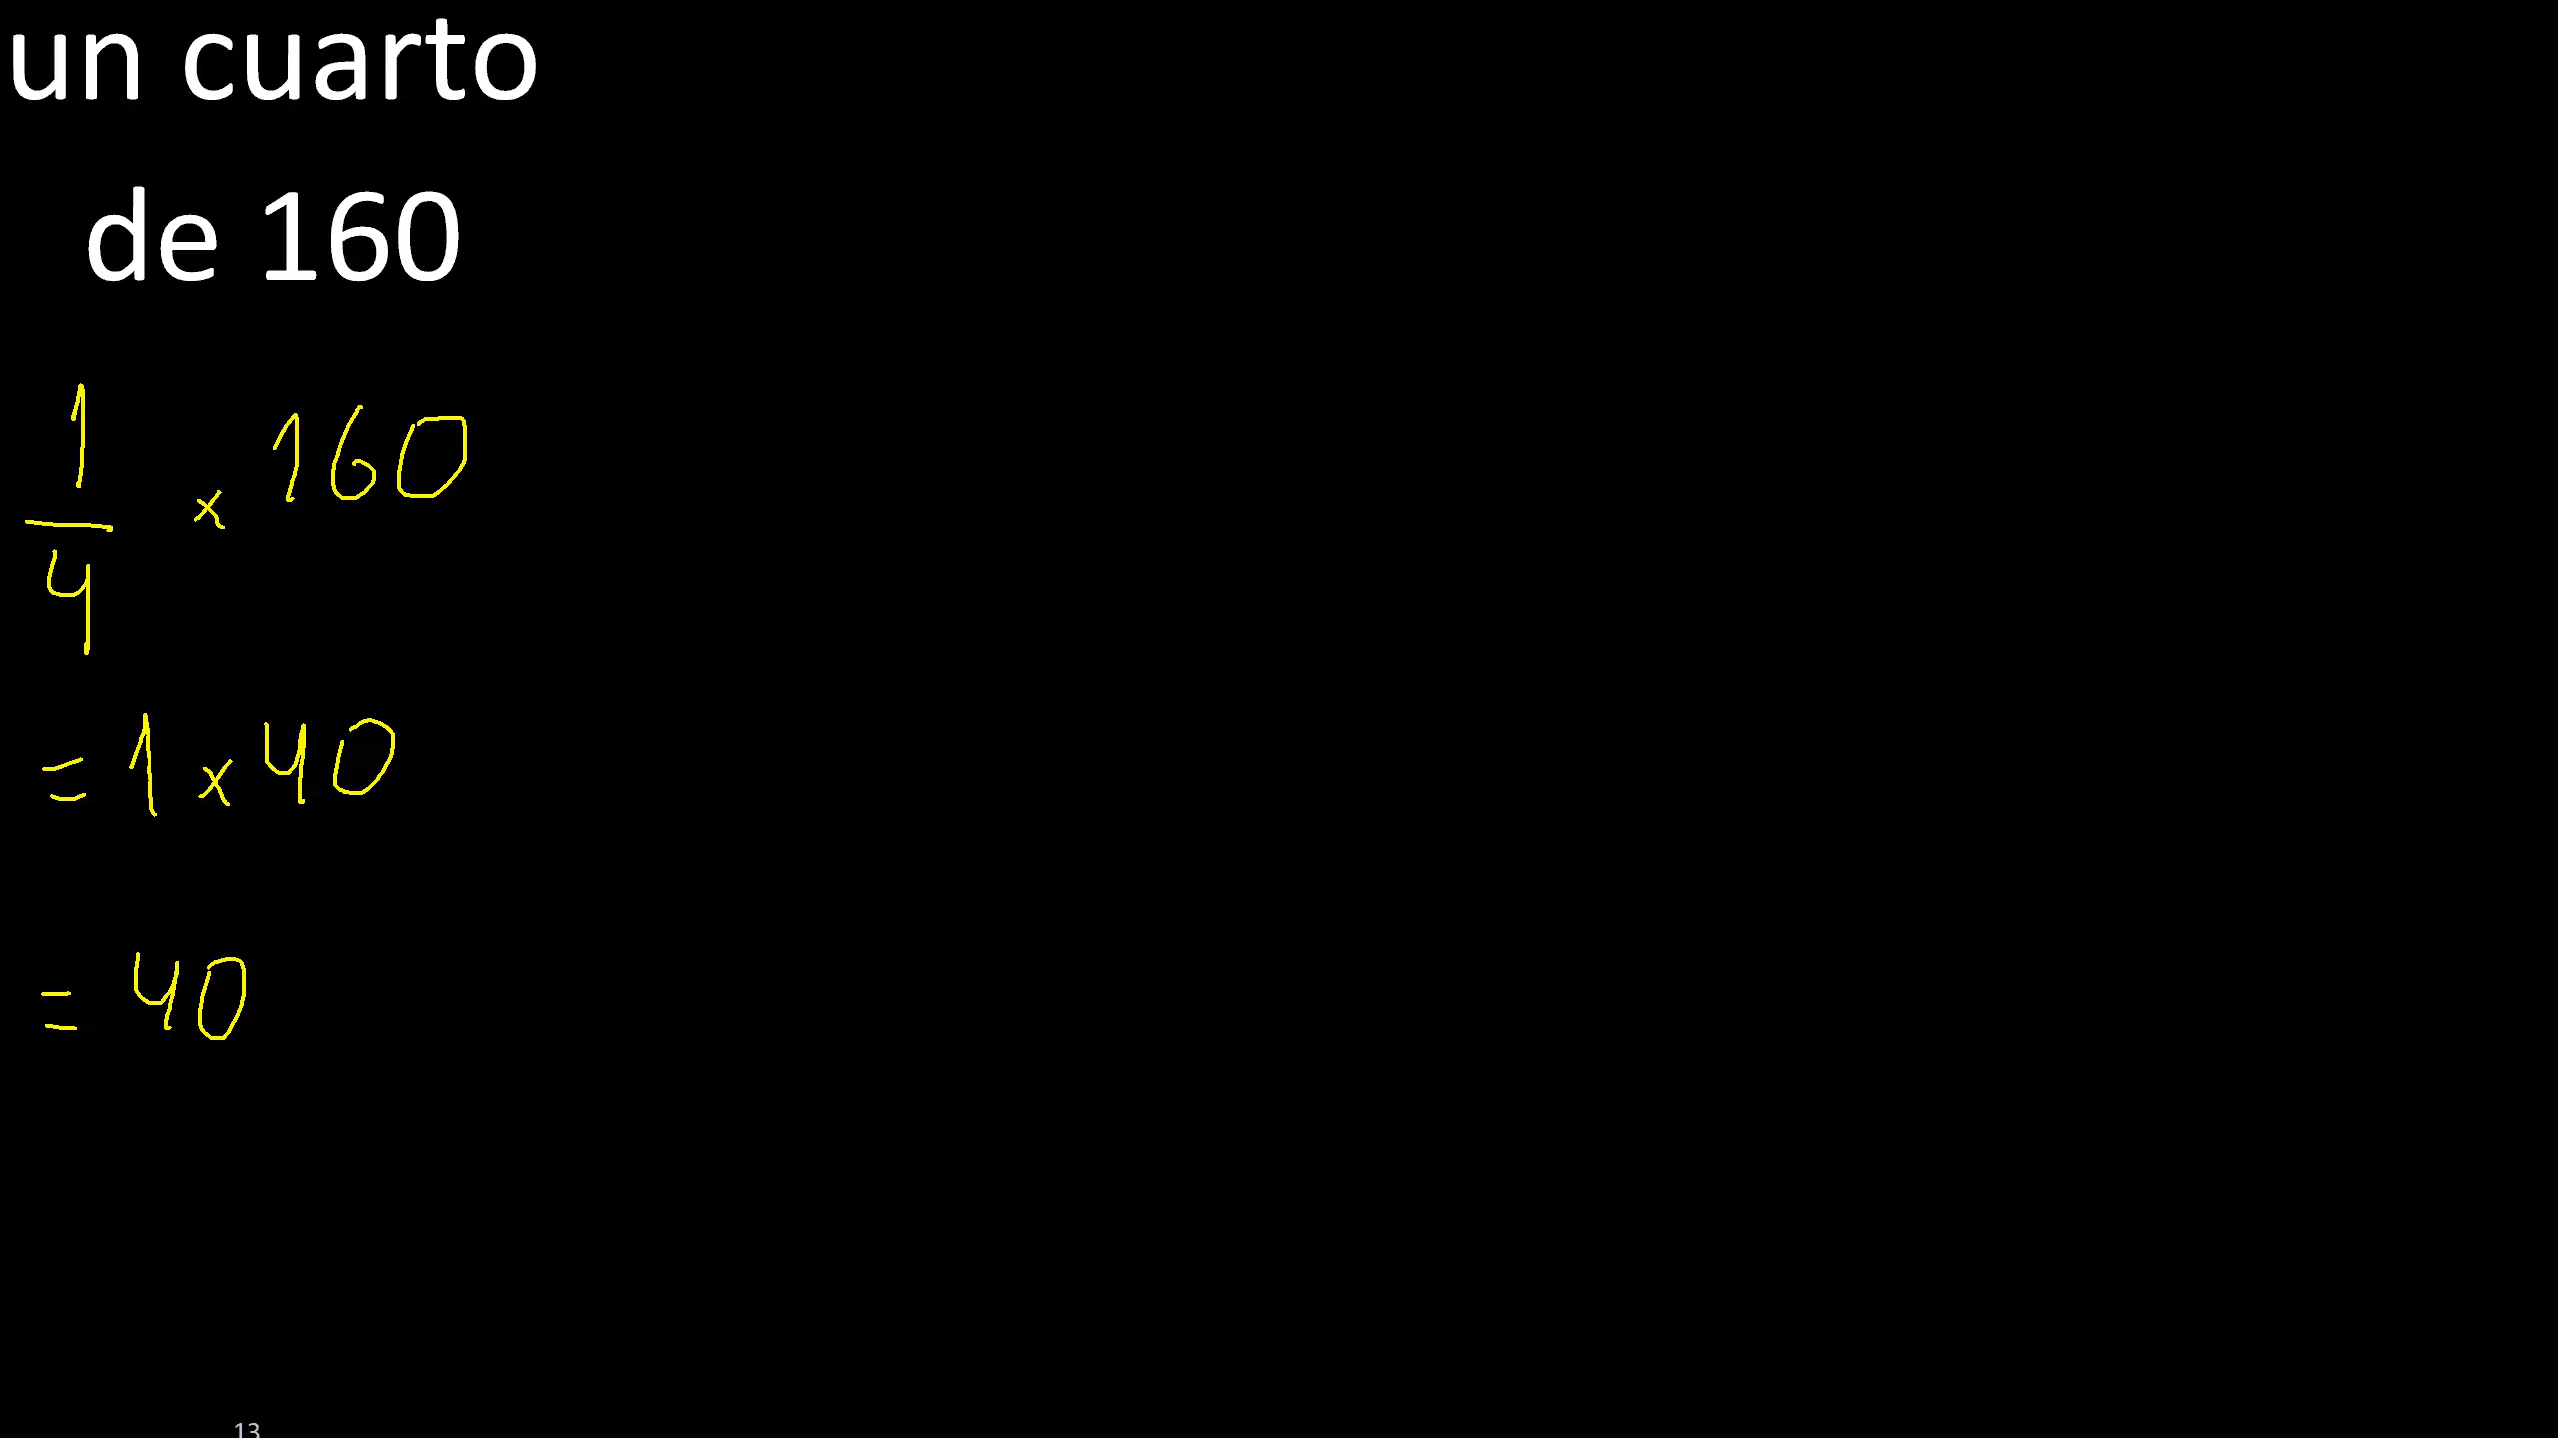 un cuarto
de 160
1/4 x 160
= 1 x 40
= 40
13